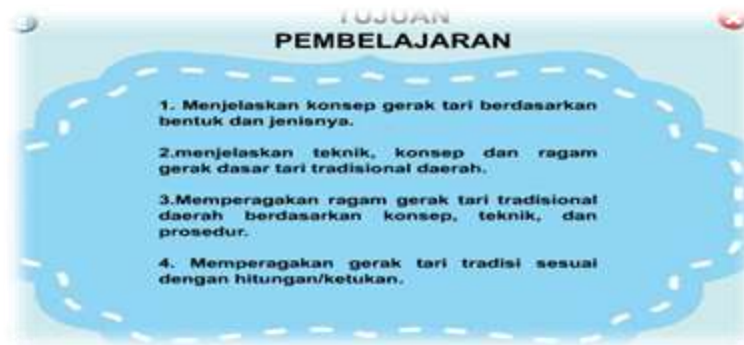 TUJUAN
PEMBELAJARAN
1. Menjelaskan konsep gerak tari berdasarkan
bentuk dan jenisnya.
2.menjelaskan teknik, konsep dan ragam
gerak dasar tari tradisional daerah.
3.Memperagakan ragam gerak tari tradisional
daerah berdasarkan konsep, teknik, dan
prosedur.
4. Memperagakan gerak tari tradisi sesuai
dengan hitungan/ketukan.